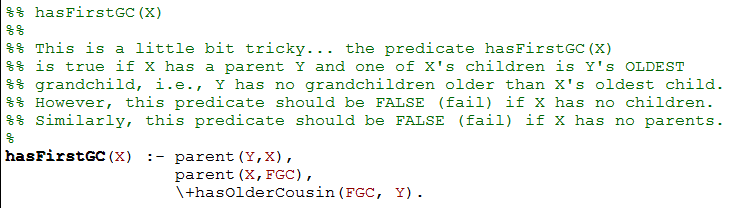 %% hasFirstGC(X)
%%
%% This is a little bit tricky... the predicate hasFirstGC(X)
%% is true if X has a parent Y and one of X's children is Y's OLDEST
%% grandchild, i.e., Y has no grandchildren older than X's oldest child.
%% However, this predicate should be FALSE (fail) if X has no children.
%% Similarly, this predicate should be FALSE (fail) if X has no parents.
%
hasFirstGC(X) :- parent(Y,X),
parent(X,FGC),
\+hasOlderCousin(FGC, Y).